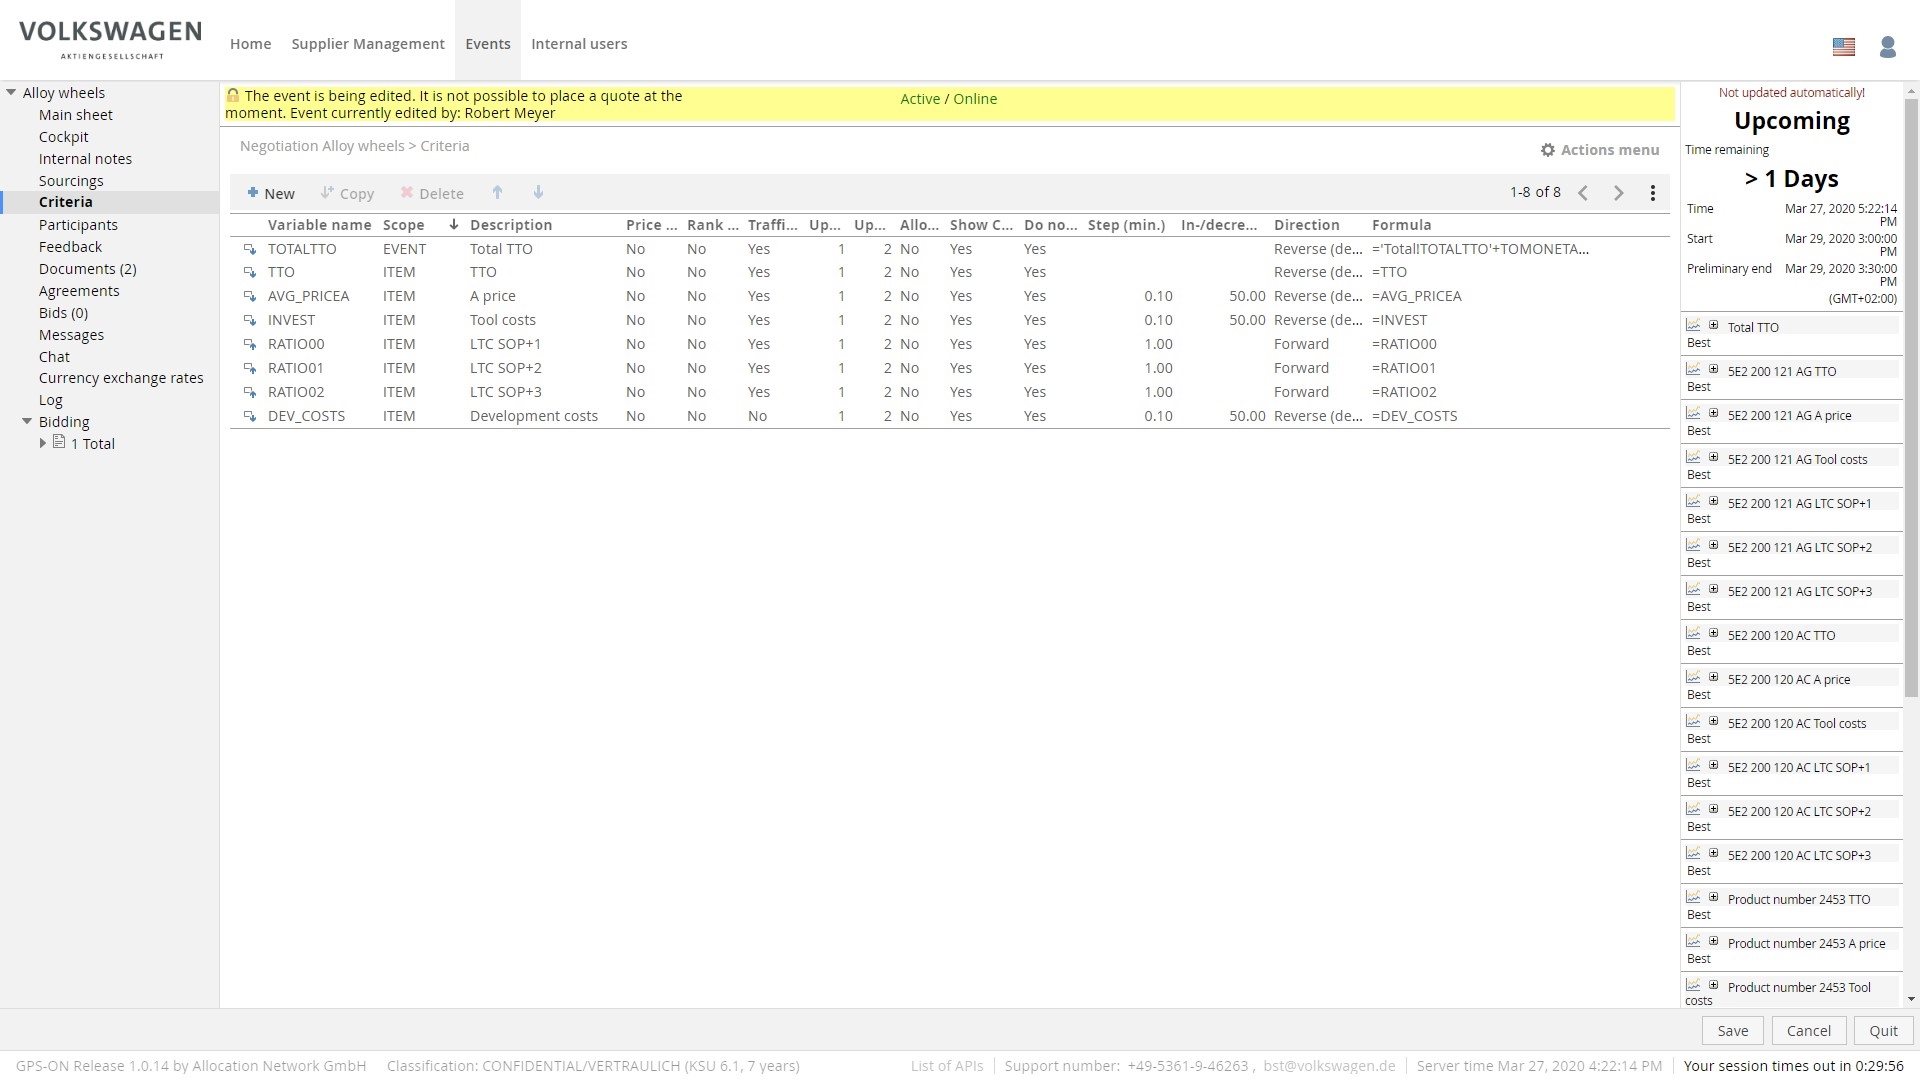 VOLKSWAGEN
AKTIENGESELLSCHAFT
Home Supplier Management Events Internal users
Alloy wheels
Main sheet
Cockpit
Internal notes
Sourcings
Criteria
Participants
Feedback
Documents (2)
Agreements
Bids (0)
Messages
Chat
Currency exchange rates
Log
Bidding
1 Total
The event is being edited. It is not possible to place a quote at the
moment. Event currently edited by: Robert Meyer
Active / Online
Negotiation Alloy wheels > Criteria
Actions menu
New Copy Delete 1-8 of 8
Variable name Scope Description Price ... Rank ... Traffi... Up... Up... Allo... Show C... Do no... Step (min.) In-/decre... Direction Formula
TOTALTTO EVENT Total TTO No No Yes 1 2 No Yes Yes Reverse (de... ='Total!TOTALTTO'+TOMONETA...
TTO ITEM TTO No No Yes 1 2 No Yes Yes Reverse (de... =TTO
AVG_PRICEA ITEM A price No No Yes 1 2 No Yes Yes 0.10 50.00 Reverse (de... =AVG_PRICEA
INVEST ITEM Tool costs No No Yes 1 2 No Yes Yes 0.10 50.00 Reverse (de... =INVEST
RATIO00 ITEM LTC SOP+1 No No Yes 1 2 No Yes Yes 1.00 Forward =RATIO00
RATIO01 ITEM LTC SOP+2 No No Yes 1 2 No Yes Yes 1.00 Forward =RATIO01
RATIO02 ITEM LTC SOP+3 No No Yes 1 2 No Yes Yes 1.00 Forward =RATIO02
DEV_COSTS ITEM Development costs No No No 1 2 No Yes Yes 0.10 50.00 Reverse (de... =DEV_COSTS
Not updated automatically!
Upcoming
Time remaining
> 1 Days
Time Mar 27, 2020 5:22:14
PM
Start Mar 29, 2020 3:00:00
PM
Preliminary end Mar 29, 2020 3:30:00
PM
(GMT+02:00)
Total TTO
Best
5E2 200 121 AG TTO
Best
5E2 200 121 AG A price
Best
5E2 200 121 AG Tool costs
Best
5E2 200 121 AG LTC SOP+1
Best
5E2 200 121 AG LTC SOP+2
Best
5E2 200 121 AG LTC SOP+3
Best
5E2 200 120 AC TTO
Best
5E2 200 120 AC A price
Best
5E2 200 120 AC Tool costs
Best
5E2 200 120 AC LTC SOP+1
Best
5E2 200 120 AC LTC SOP+2
Best
5E2 200 120 AC LTC SOP+3
Best
Product number 2453 TTO
Best
Product number 2453 A price
Best
Product number 2453 Tool
costs
Save Cancel Quit
GPS-ON Release 1.0.14 by Allocation Network GmbH Classification: CONFIDENTIAL/VERTRAULICH (KSU 6.1, 7 years) List of APIs Support number: +49-5361-9-46263 , bst@volkswagen.de Server time Mar 27, 2020 4:22:14 PM Your session times out in 0:29:56